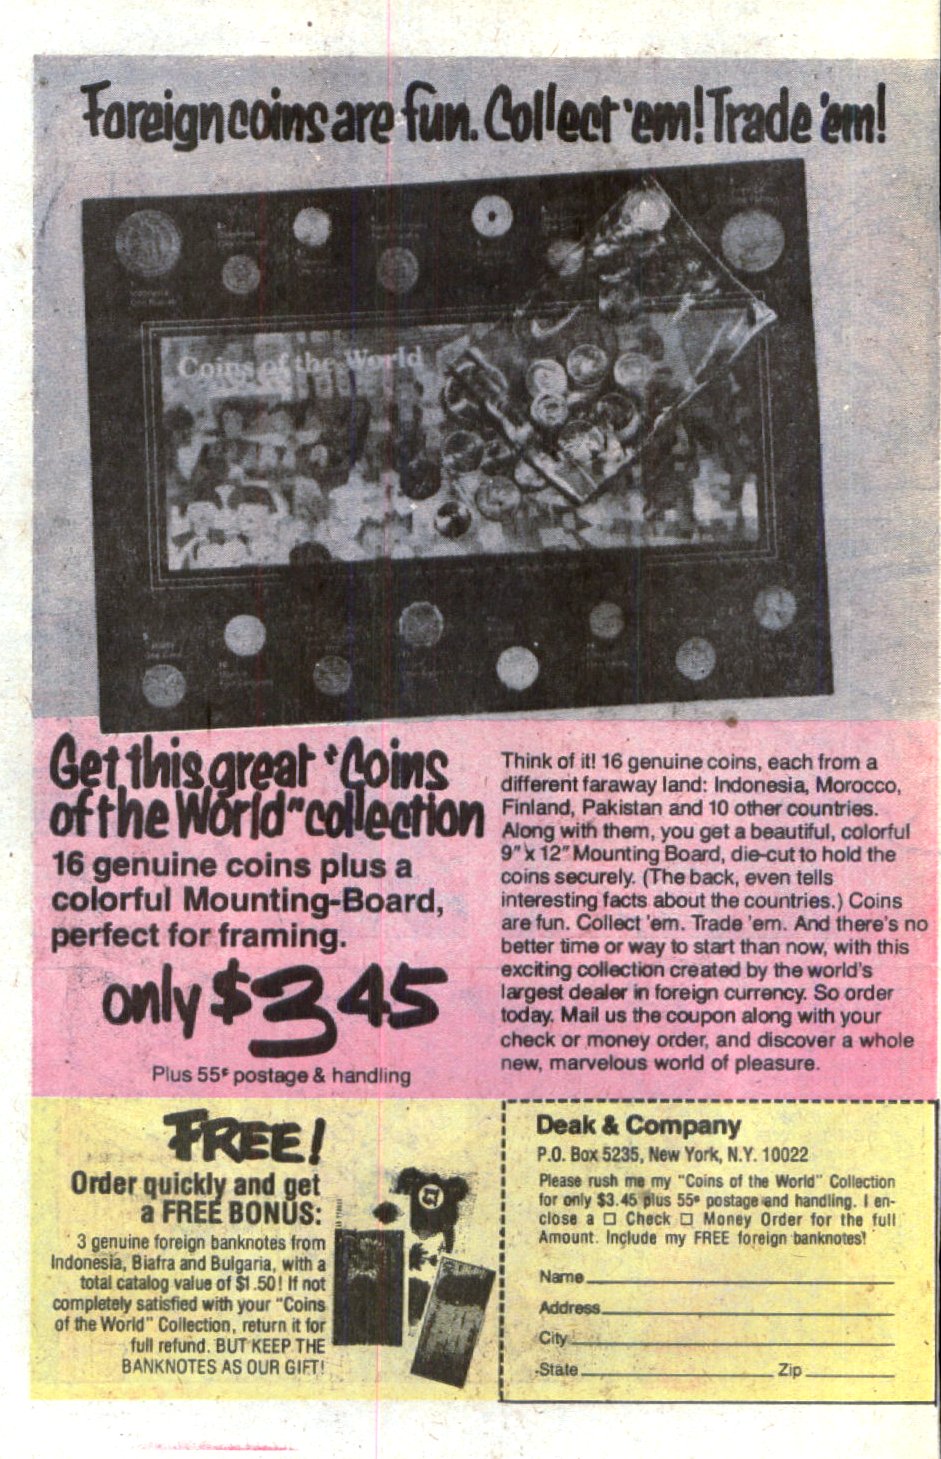 Foreign coins are fun. Collect 'em! Trade 'em!
Coins of the World
Get this great "Coins
of the World" collection
16 genuine coins plus a
colorful Mounting-Board,
perfect for framing.
only $3.45
Plus 55¢ postage & handling
Think of it! 16 genuine coins, each from a
different faraway land: Indonesia, Morocco,
Finland, Pakistan and 10 other countries.
Along with them, you get a beautiful, colorful
9" x 12" Mounting Board, die-cut to hold the
coins securely. (The back, even tells
interesting facts about the countries.) Coins
are fun. Collect 'em. Trade 'em. And there's no
better time or way to start than now, with this
exciting collection created by the world's
largest dealer in foreign currency. So order
today. Mail us the coupon along with your
check or money order, and discover a whole
new, marvelous world of pleasure.
FREE!
Order quickly and get
a FREE BONUS:
3 genuine foreign banknotes from
Indonesia, Biafra and Bulgaria, with a
total catalog value of $1.50! If not
completely satisfied with your "Coins
of the World" Collection, return it for
full refund. BUT KEEP THE
BANKNOTES AS OUR GIFT!
Deak & Company
P.O. Box 5235, New York, N.Y. 10022
Please rush me my "Coins of the World" Collection
for only $3.45 plus 55¢ postage and handling. I en-
close a □ Check □ Money Order for the full
Amount. Include my FREE foreign banknotes!
Name
Address
City
State Zip